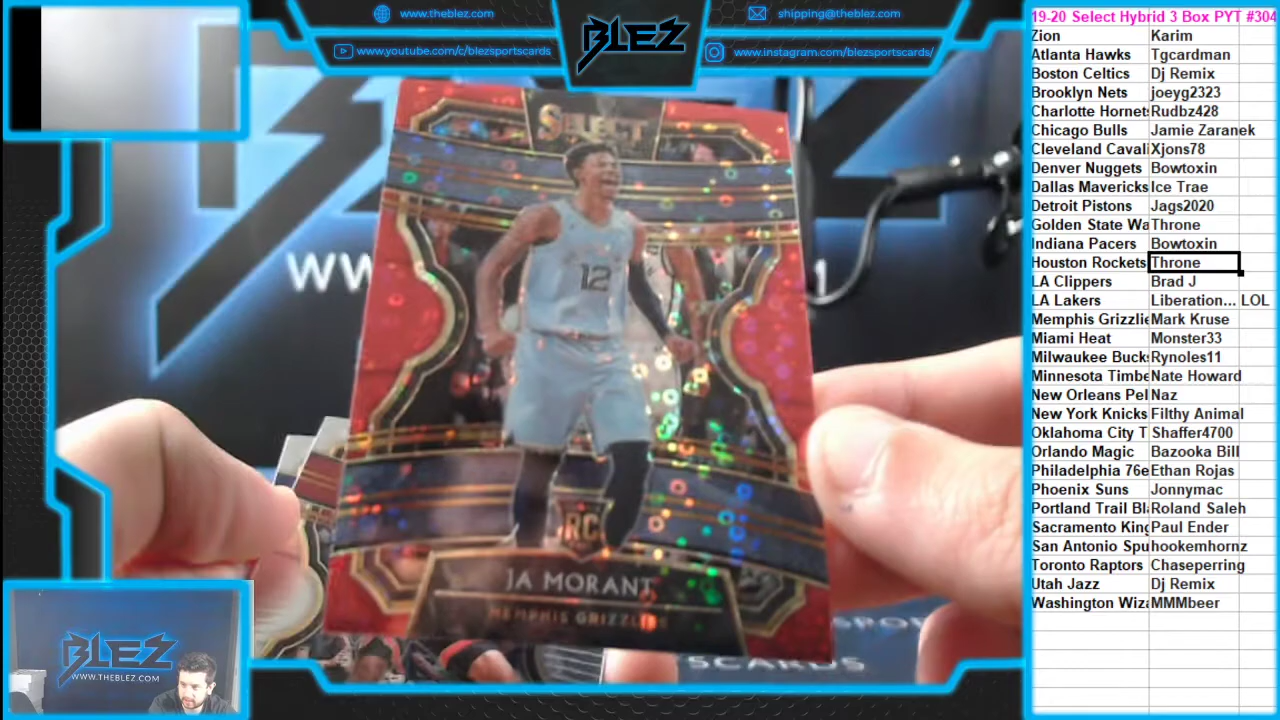 www.theblez.com
shipping@theblez.com
www.youtube.com/c/blezsportscards
www.instagram.com/blezsportscards/
BLEZ
SELECT
12
RC
JA MORANT
MEMPHIS GRIZZLIES
BLEZ
WWW.THEBLEZ.COM
19-20 Select Hybrid 3 Box PYT #304
Zion Karim
Atlanta Hawks Tgcardman
Boston Celtics Dj Remix
Brooklyn Nets joeyg2323
Charlotte Hornets Rudbz428
Chicago Bulls Jamie Zaranek
Cleveland Cavali Xjons78
Denver Nuggets Bowtoxin
Dallas Mavericks Ice Trae
Detroit Pistons Jags2020
Golden State Wa Throne
Indiana Pacers Bowtoxin
Houston Rockets Throne
LA Clippers Brad J
LA Lakers Liberation... LOL
Memphis Grizzlie Mark Kruse
Miami Heat Monster33
Milwaukee Buck Rynoles11
Minnesota Timbe Nate Howard
New Orleans Pel Naz
New York Knicks Filthy Animal
Oklahoma City T Shaffer4700
Orlando Magic Bazooka Bill
Philadelphia 76e Ethan Rojas
Phoenix Suns Jonnymac
Portland Trail Bl Roland Saleh
Sacramento King Paul Ender
San Antonio Spu hookemhornz
Toronto Raptors Chaseperring
Utah Jazz Dj Remix
Washington Wiza MMMbeer